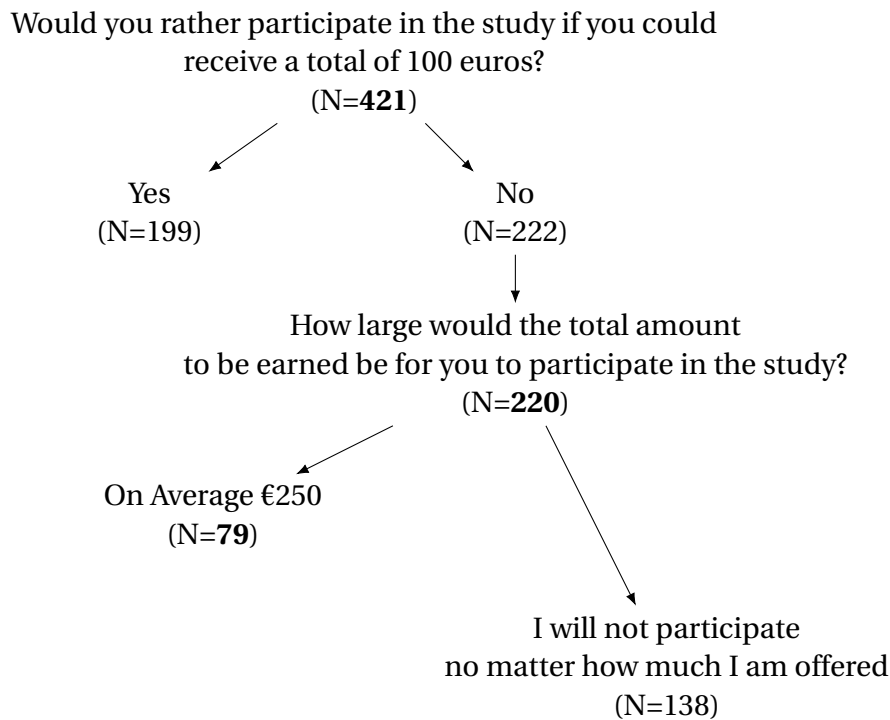 Would you rather participate in the study if you could
receive a total of 100 euros?
(N=421)
Yes
(N=199)
No
(N=222)
How large would the total amount
to be earned be for you to participate in the study?
(N=220)
On Average €250
(N=79)
I will not participate
no matter how much I am offered
(N=138)